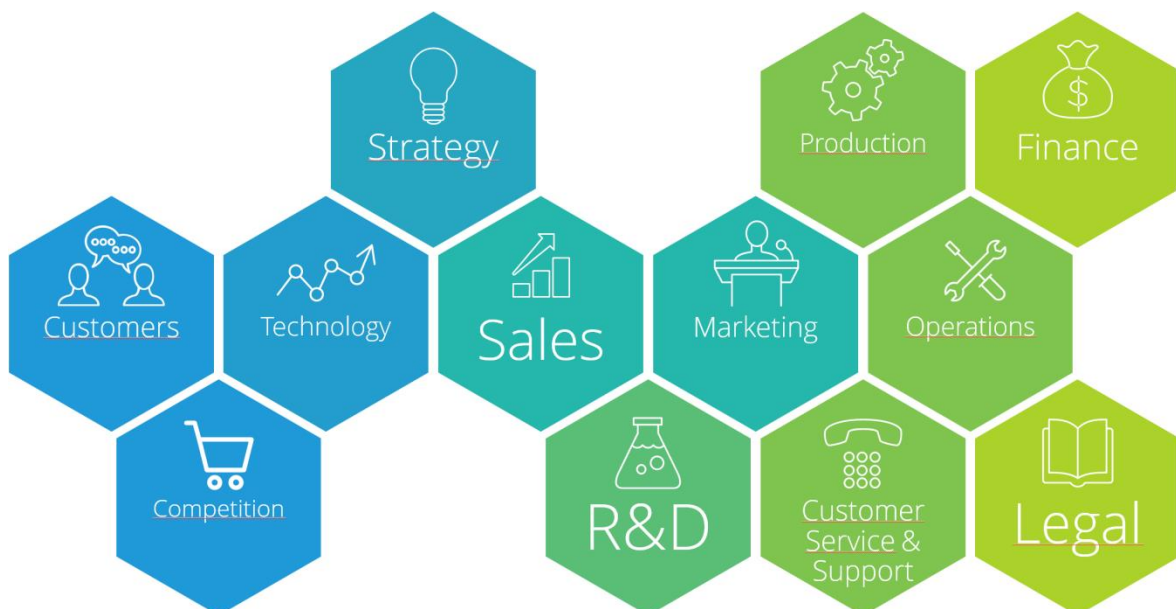 Strategy
Production
Finance
Customers
Technology
Sales
Marketing
Operations
Competition
R&D
Customer
Service &
Support
Legal
$